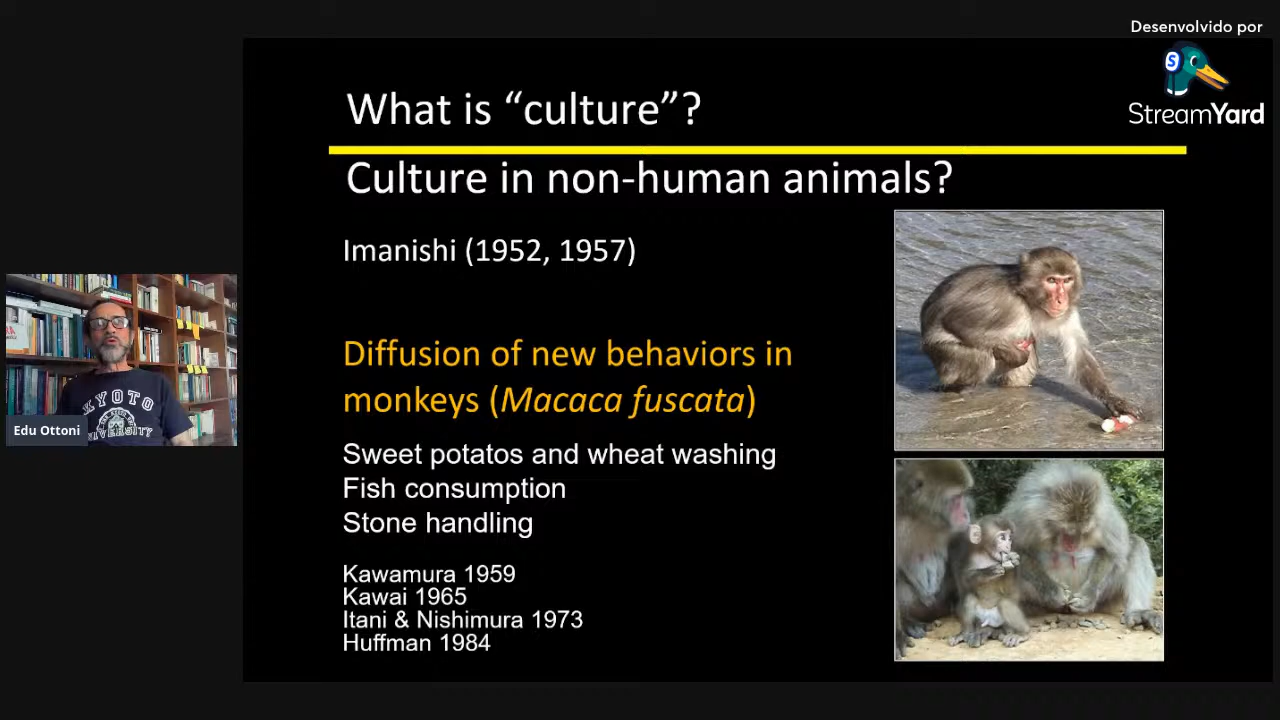 Desenvolvido por
StreamYard
What is “culture”?
Culture in non-human animals?
Imanishi (1952, 1957)
Diffusion of new behaviors in
monkeys (Macaca fuscata)
Sweet potatos and wheat washing
Fish consumption
Stone handling
Kawamura 1959
Kawai 1965
Itani & Nishimura 1973
Huffman 1984
KYOTO
UNIVERSITY
Edu Ottoni